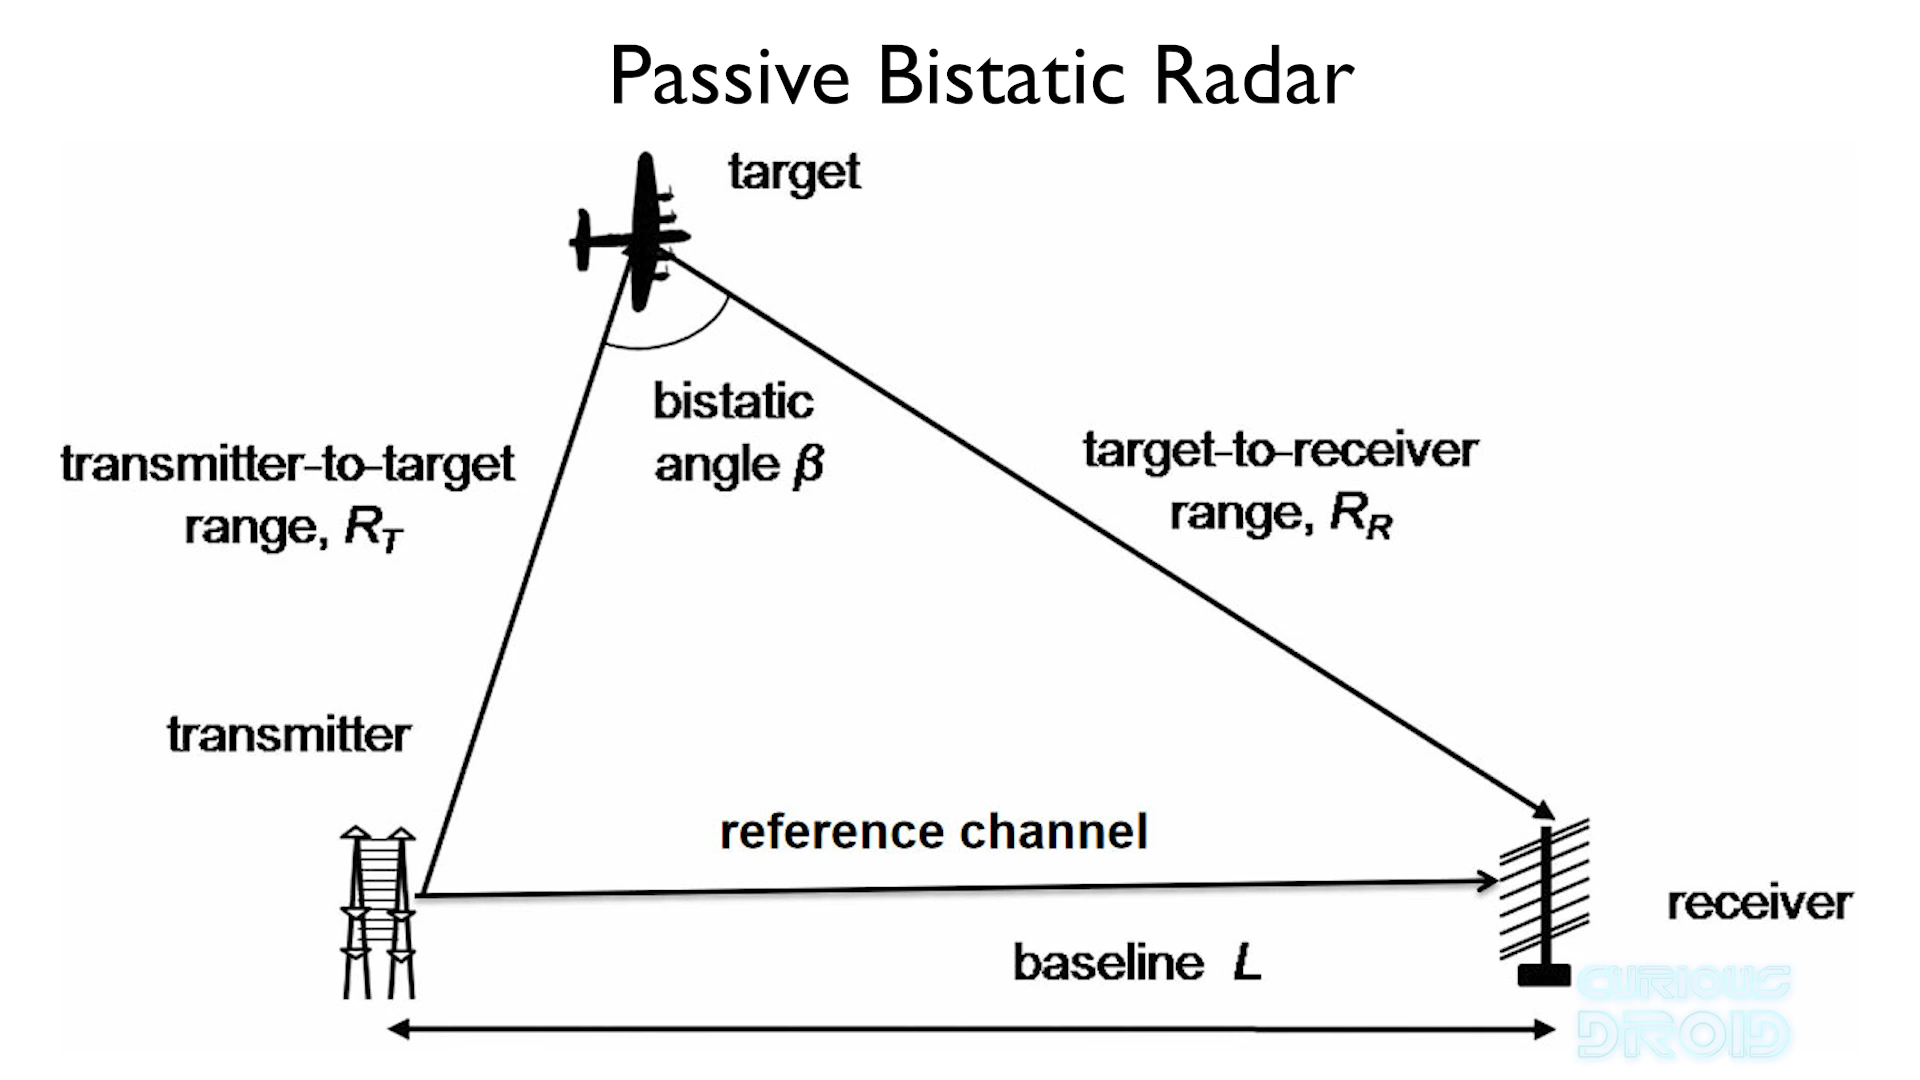 Passive Bistatic Radar
target
bistatic
angle β
transmitter-to-target
range, R_T
target-to-receiver
range, R_R
transmitter
reference channel
receiver
baseline L
CURIOUS
DROID